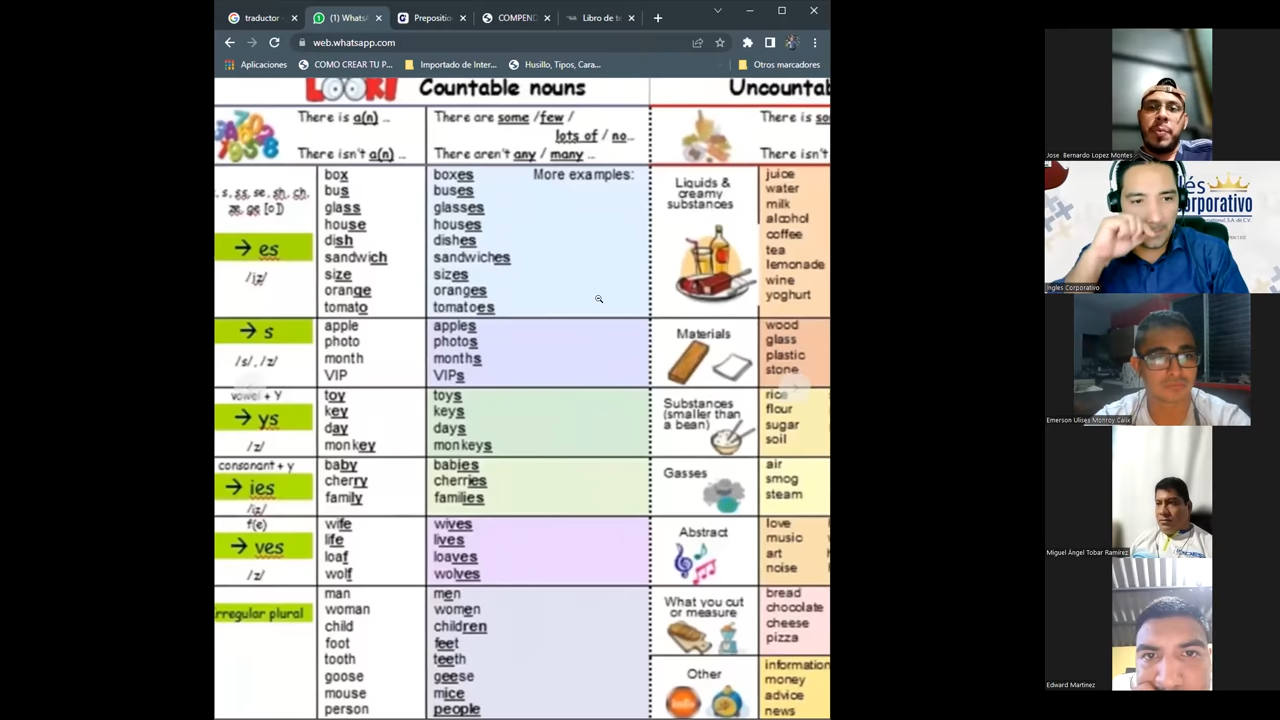 traducto
(1) Whats
Prepositio
COMPEN
Libro de t
web.whatsapp.com
Aplicaciones
COMO CREAR TU P...
Importado de Inter...
Husillo, Tipos, Cara...
Otros marcadores
LOOK!
Countable nouns
Uncountab
There is a(n) ...
There isn't a(n) ...
There are some / few /
lots of / no...
There aren't any / many ...
There is so
There isn't
, s, ss, se, sh, ch,
ze, ge [o])
→ es
/iz/
box
bus
glass
house
dish
sandwich
size
orange
tomato
boxes
buses
glasses
houses
dishes
sandwiches
sizes
oranges
tomatoes
More examples:
Liquids &
creamy
substances
juice
water
milk
alcohol
coffee
tea
lemonade
wine
yoghurt
→ s
/s/, /z/
apple
photo
month
VIP
apples
photos
months
VIPs
Materials
wood
glass
plastic
stone
vowel + Y
→ ys
/z/
toy
key
day
monkey
toys
keys
days
monkeys
Substances
(smaller than
a bean)
rice
flour
sugar
soil
consonant + y
→ ies
/iz/
baby
cherry
family
babies
cherries
families
Gasses
air
smog
steam
f(e)
→ ves
/z/
wife
life
loaf
wolf
wives
lives
loaves
wolves
Abstract
love
music
art
noise
rregular plural
man
woman
child
foot
tooth
goose
mouse
person
men
women
children
feet
teeth
geese
mice
people
What you cut
or measure
bread
chocolate
cheese
pizza
Other
information
money
advice
news
Jose Bernardo Lopez Montes
és
orporativo
Ingles Corporativo
Emerson Ulises Monroy Calix
Miguel Ángel Tobar Ramirez
Edward Martinez